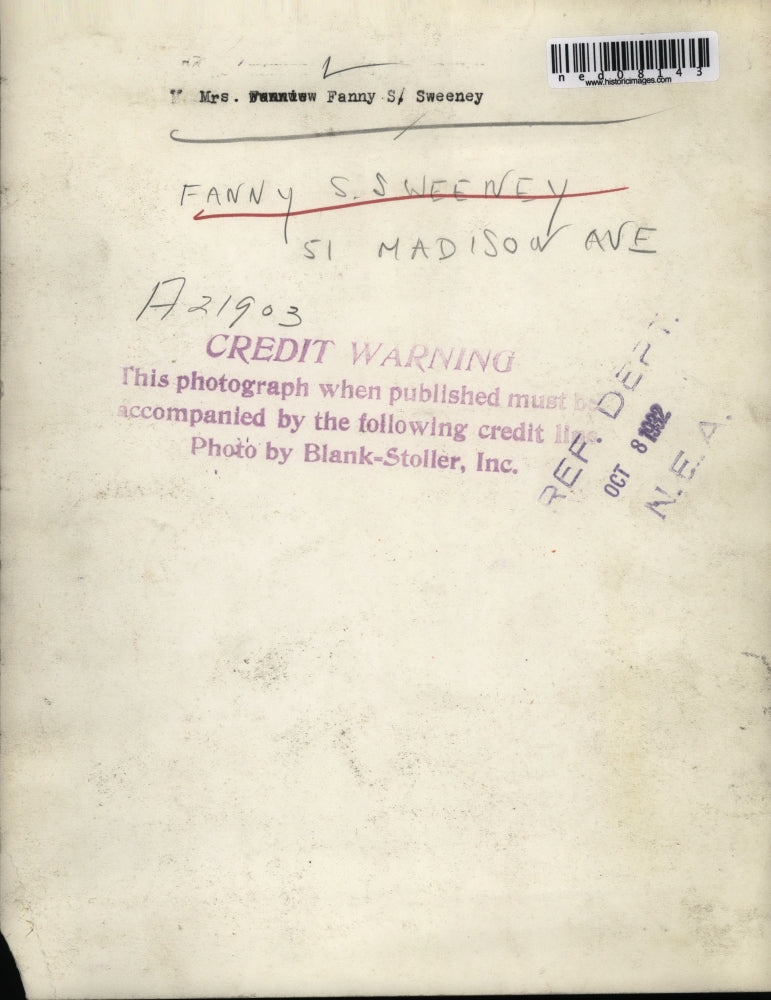 ned08143
www.historicimages.com
Mrs. Fanny S. Sweeney
FANNY S. SWEENEY
51 MADISON AVE
A21903
CREDIT WARNING
This photograph when published must be
accompanied by the following credit line
Photo by Blank-Stoller, Inc.
REF. DEPT.
OCT 8 1932
N.E.A.